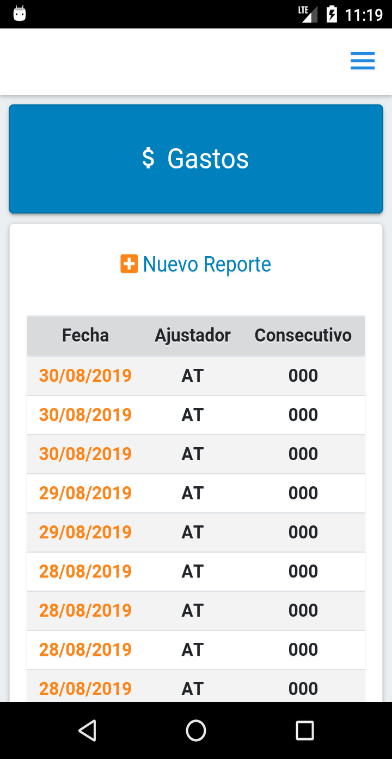 LTE 11:19
$ Gastos
Nuevo Reporte
Fecha Ajustador Consecutivo
30/08/2019 AT 000
30/08/2019 AT 000
30/08/2019 AT 000
29/08/2019 AT 000
29/08/2019 AT 000
28/08/2019 AT 000
28/08/2019 AT 000
28/08/2019 AT 000
28/08/2019 AT 000